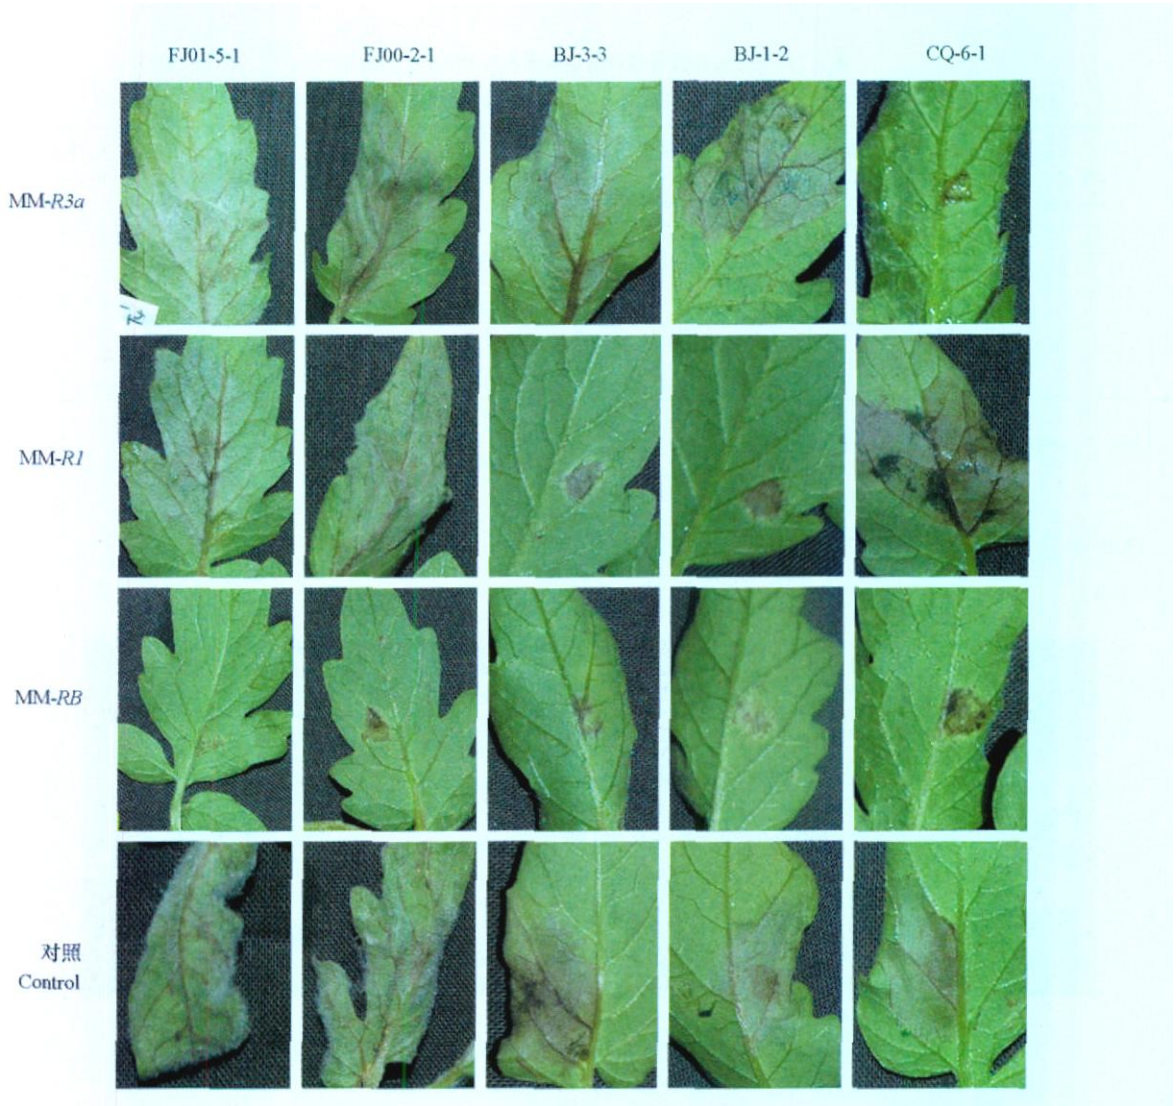 FJ01-5-1 FJ00-2-1 BJ-3-3 BJ-1-2 CQ-6-1
MM-R3a
MM-R1
MM-RB
对照
Control